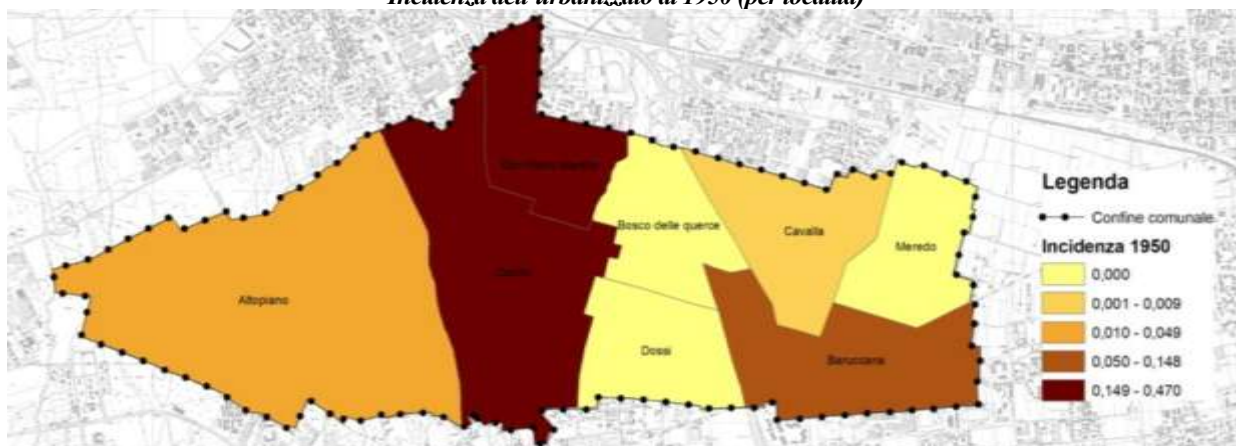 Incidenza dell'urbanizzato al 1950 (per località)
Altopiano
Bosco delle querce
Cavalla
Meredo
Dossi
Baruccana
Legenda
Confine comunale
Incidenza 1950
0,000
0,001 - 0,009
0,010 - 0,049
0,050 - 0,148
0,149 - 0,470